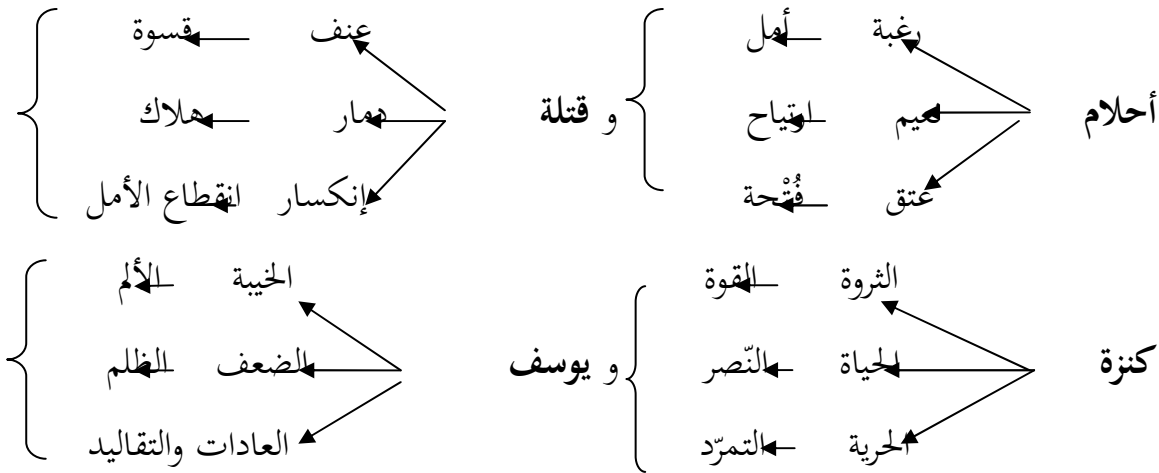 رغبة أمل عنف قسوة
أحلام نعيم ارتياح و قتلة دمار هلاك
عتق فُتْحة إنكسار انقطاع الأمل
الثروة القوة الخيبة الألم
كنزة الحياة النّصر و يوسف الضعف الظلم
الحرية التمرّد العادات والتقاليد